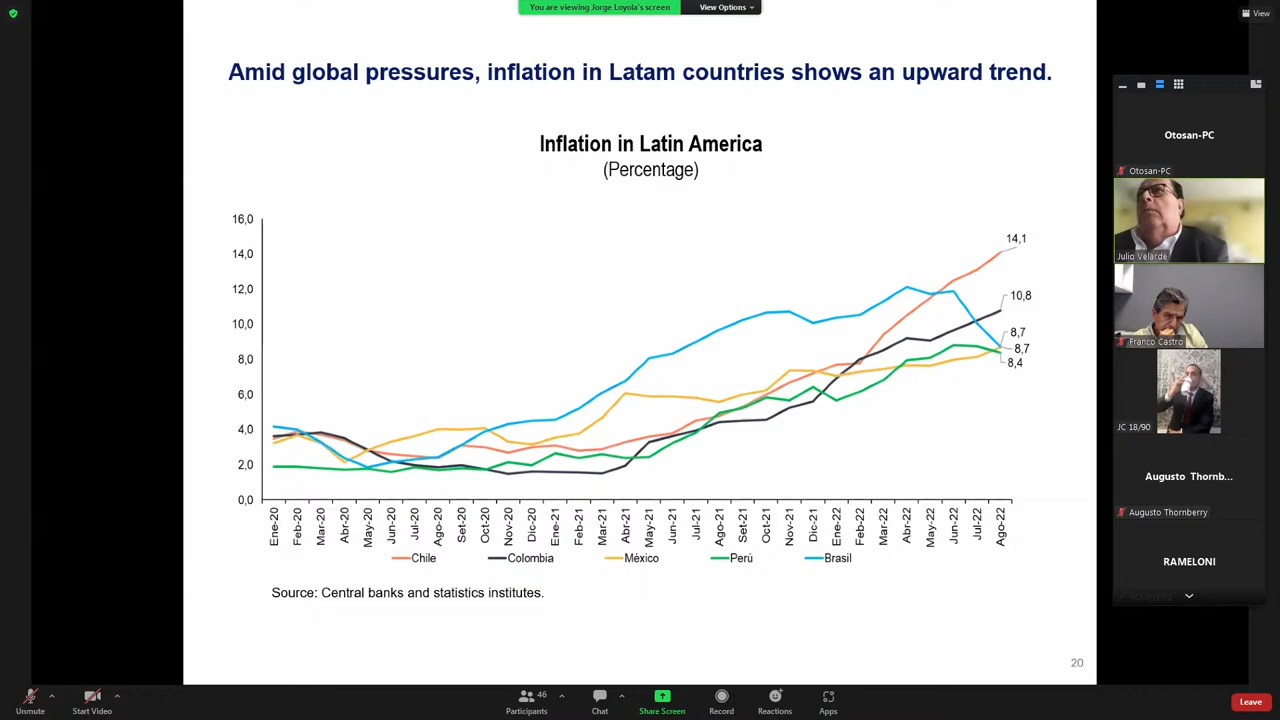 You are viewing Jorge Loyola's screen
View Options
View
Amid global pressures, inflation in Latam countries shows an upward trend.
Inflation in Latin America
(Percentage)
16,0
14,0
12,0
10,0
8,0
6,0
4,0
2,0
0,0
14,1
10,8
8,7
8,7
8,4
Ene-20
Feb-20
Mar-20
Abr-20
May-20
Jun-20
Jul-20
Ago-20
Set-20
Oct-20
Nov-20
Dic-20
Ene-21
Feb-21
Mar-21
Abr-21
May-21
Jun-21
Jul-21
Ago-21
Set-21
Oct-21
Nov-21
Dic-21
Ene-22
Feb-22
Mar-22
Abr-22
May-22
Jun-22
Jul-22
Ago-22
Chile
Colombia
México
Perú
Brasil
Source: Central banks and statistics institutes.
20
Otosan-PC
Otosan-PC
Julio Velarde
Franco Castro
JC 18/90
Augusto Thornb...
Augusto Thornberry
RAMELONI
Unmute
Start Video
46
Participants
Chat
Share Screen
Record
Reactions
Apps
Leave